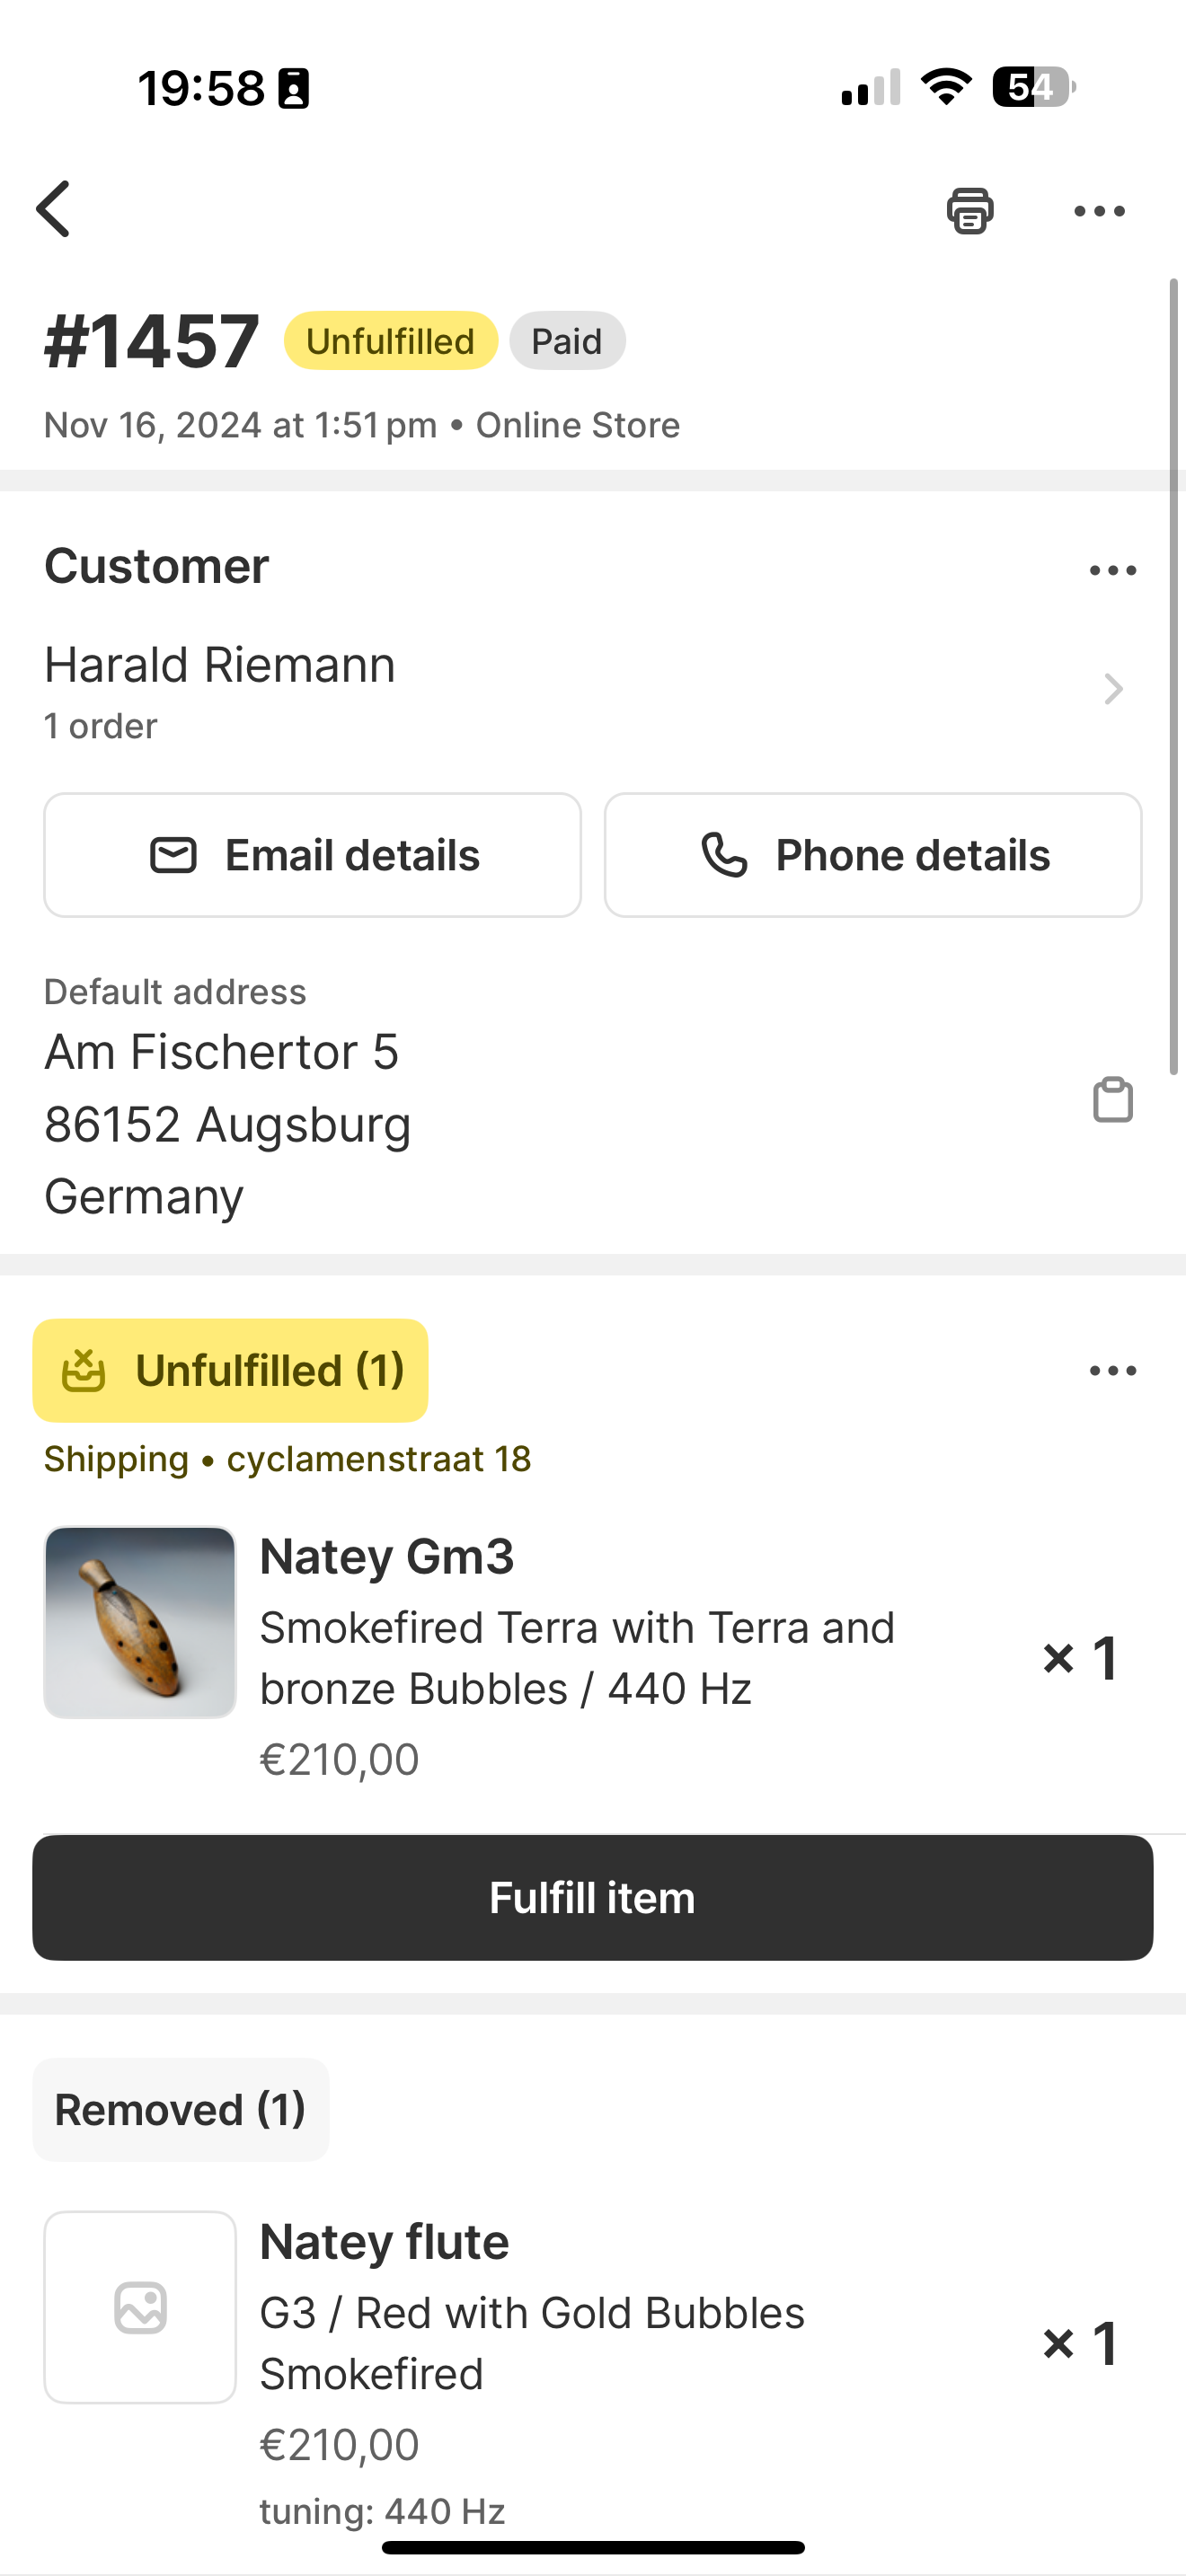 19:58
54
#1457 Unfulfilled Paid
Nov 16, 2024 at 1:51 pm • Online Store
Customer
Harald Riemann
1 order
Email details Phone details
Default address
Am Fischertor 5
86152 Augsburg
Germany
Unfulfilled (1)
Shipping • cyclamenstraat 18
Natey Gm3
Smokefired Terra with Terra and
bronze Bubbles / 440 Hz
× 1
€210,00
Fulfill item
Removed (1)
Natey flute
G3 / Red with Gold Bubbles
Smokefired
× 1
€210,00
tuning: 440 Hz